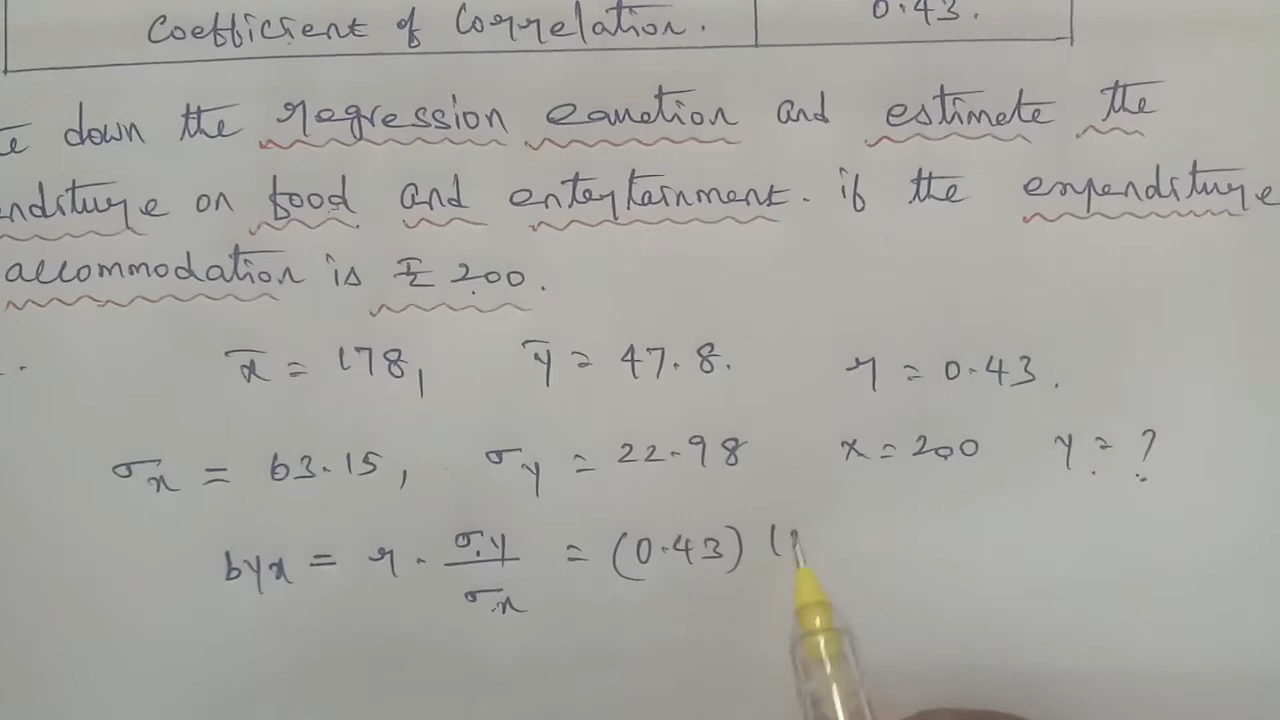 Coefficient of Correlation. 0.43.
down the regression equation and estimate the
on food and entertainment. if the expenditure
accommodation is ₹ 200.
x̄ = 178, ȳ = 47.8. r = 0.43.
σx = 63.15, σy = 22.98 x = 200 y = ?
byx = r · σy/σx = (0.43) (